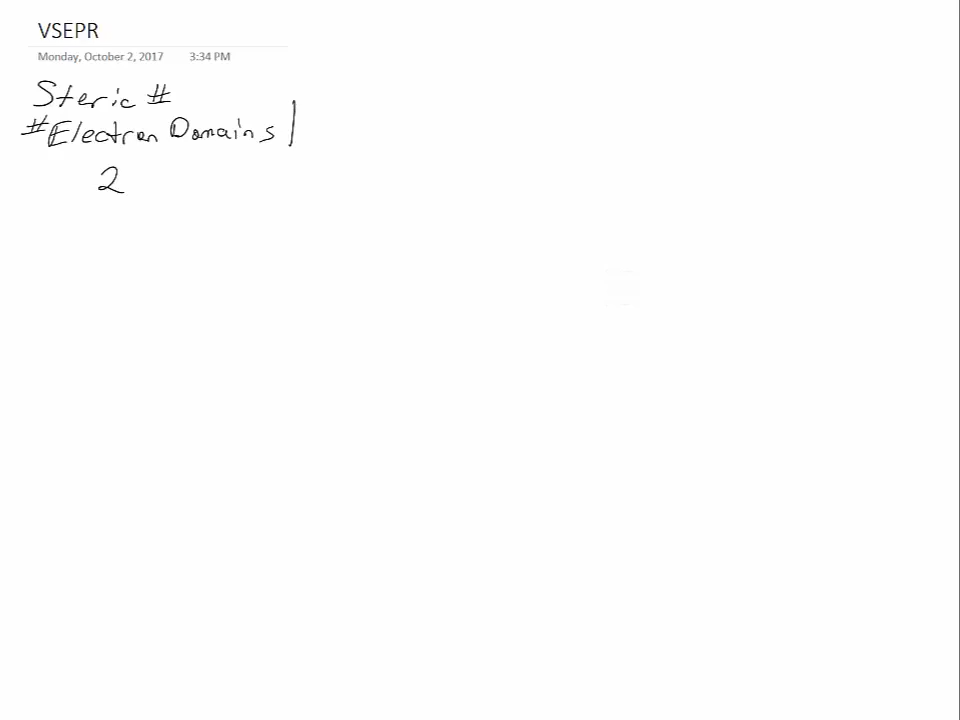 VSEPR
Monday, October 2, 2017 3:34 PM
Steric #
# Electron Domains
2